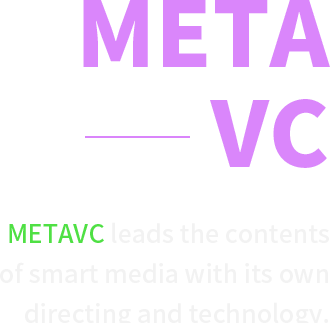 META
VC
METAVC leads the contents
of smart media with its own
directing and technology.